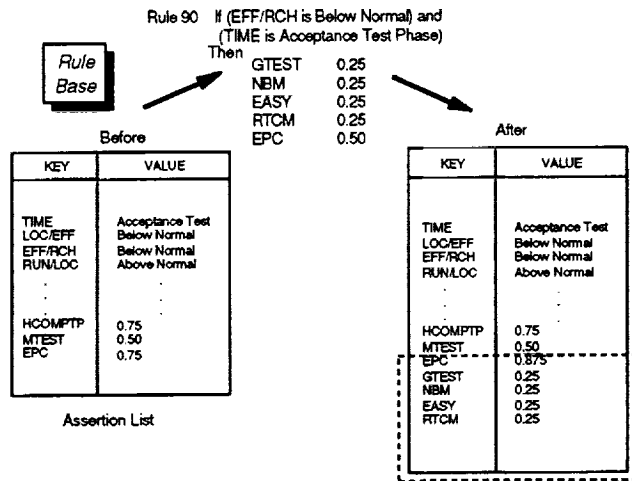 Rule 90 If (EFF/RCH is Below Normal) and
(TIME is Acceptance Test Phase)
Then
GTEST 0.25
NBM 0.25
EASY 0.25
RTCM 0.25
EPC 0.50
Rule
Base
Before
KEY VALUE
TIME Acceptance Test
LOC/EFF Below Normal
EFF/RCH Below Normal
RUN/LOC Above Normal
. .
. .
. .
HCOMPTP 0.75
MTEST 0.50
EPC 0.75
Assertion List
After
KEY VALUE
TIME Acceptance Test
LOC/EFF Below Normal
EFF/RCH Below Normal
RUN/LOC Above Normal
. .
. .
. .
HCOMPTP 0.75
MTEST 0.50
EPC 0.875
GTEST 0.25
NBM 0.25
EASY 0.25
RTCM 0.25